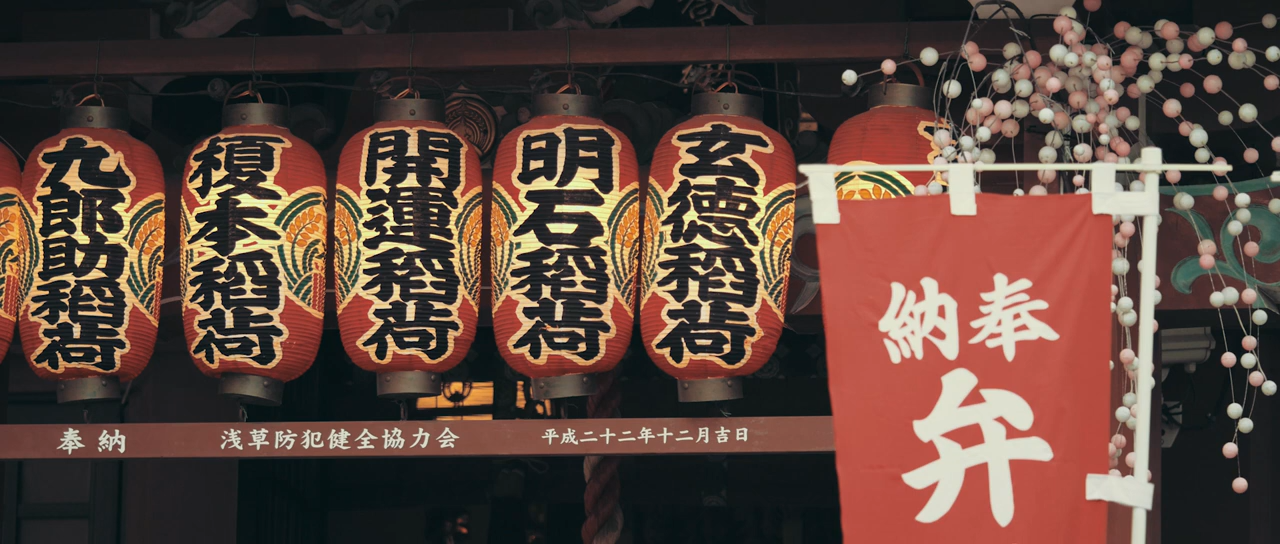 九郎助稲荷
榎本稲荷
開運稲荷
明石稲荷
玄徳稲荷
奉納
浅草防犯健全協力会
平成二十二年十二月吉日
奉納
弁